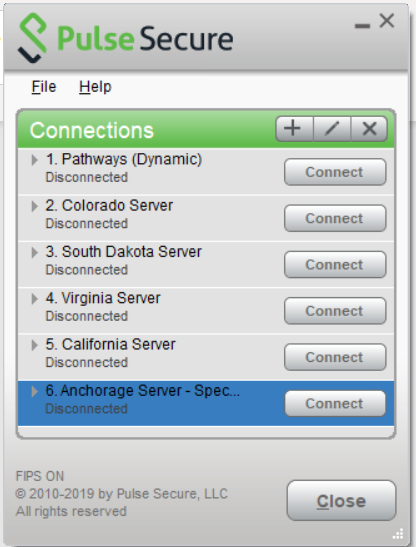 Pulse Secure
File Help
Connections
1. Pathways (Dynamic)
Disconnected
Connect
2. Colorado Server
Disconnected
Connect
3. South Dakota Server
Disconnected
Connect
4. Virginia Server
Disconnected
Connect
5. California Server
Disconnected
Connect
6. Anchorage Server - Spec...
Disconnected
Connect
FIPS ON
© 2010-2019 by Pulse Secure, LLC
All rights reserved
Close